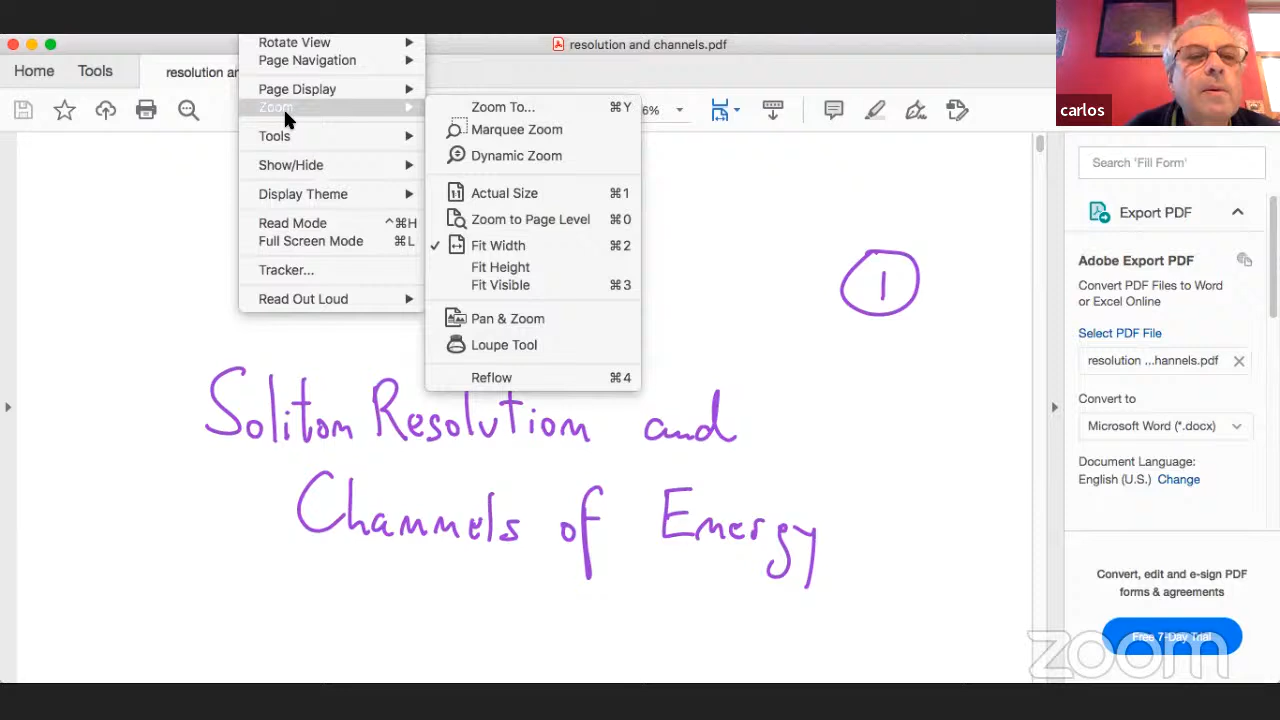 Rotate View
resolution and channels.pdf
Page Navigation
Home
Tools
resolution an
Page Display
Zoom
6%
Zoom To... ⌘Y
Marquee Zoom
Dynamic Zoom
Tools
Show/Hide
Display Theme
Actual Size ⌘1
Zoom to Page Level ⌘0
Read Mode ^⌘H
Full Screen Mode ⌘L
Fit Width ⌘2
Fit Height
Fit Visible ⌘3
Tracker...
Read Out Loud
Pan & Zoom
Loupe Tool
Reflow ⌘4
carlos
Search 'Fill Form'
Export PDF
Adobe Export PDF
Convert PDF Files to Word
or Excel Online
Select PDF File
resolution ...hannels.pdf
Convert to
Microsoft Word (*.docx)
Document Language:
English (U.S.) Change
Convert, edit and e-sign PDF
forms & agreements
Free 7-Day Trial
zoom
1
Soliton Resolution and
Channels of Energy